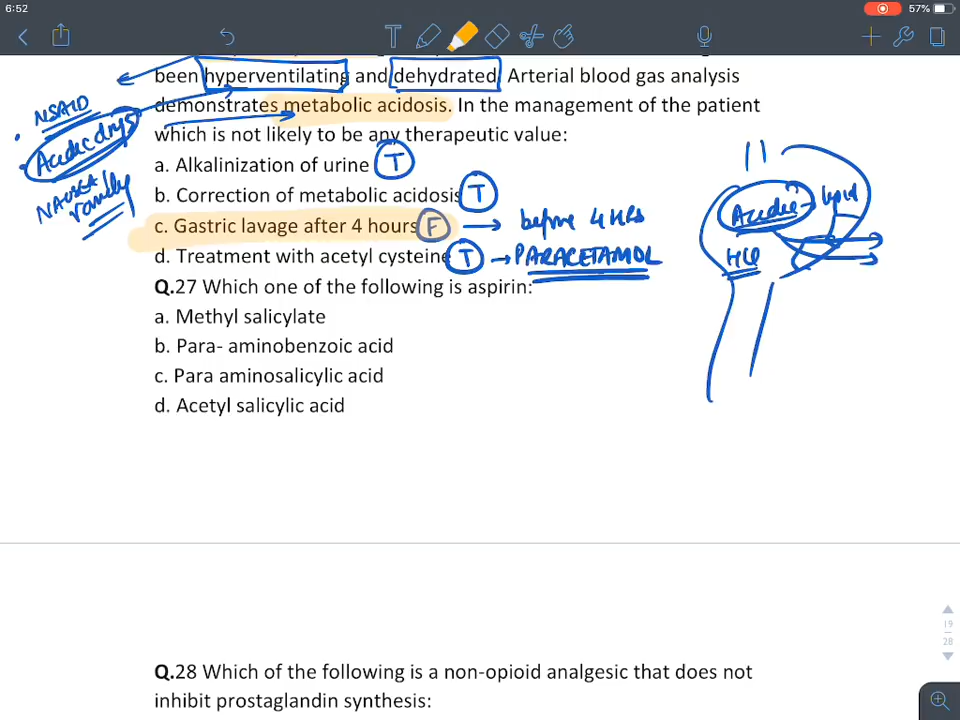 6:52
57%
been hyperventilating and dehydrated. Arterial blood gas analysis
demonstrates metabolic acidosis. In the management of the patient
which is not likely to be any therapeutic value:
NSAID
Acidic drugs
NAUSEA
a. Alkalinization of urine T
b. Correction of metabolic acidosis T
c. Gastric lavage after 4 hours F → before 4 HRS
d. Treatment with acetyl cysteine T → PARACETAMOL
Acidic - lipid
HCl
Q.27 Which one of the following is aspirin:
a. Methyl salicylate
b. Para- aminobenzoic acid
c. Para aminosalicylic acid
d. Acetyl salicylic acid
19
28
Q.28 Which of the following is a non-opioid analgesic that does not
inhibit prostaglandin synthesis: